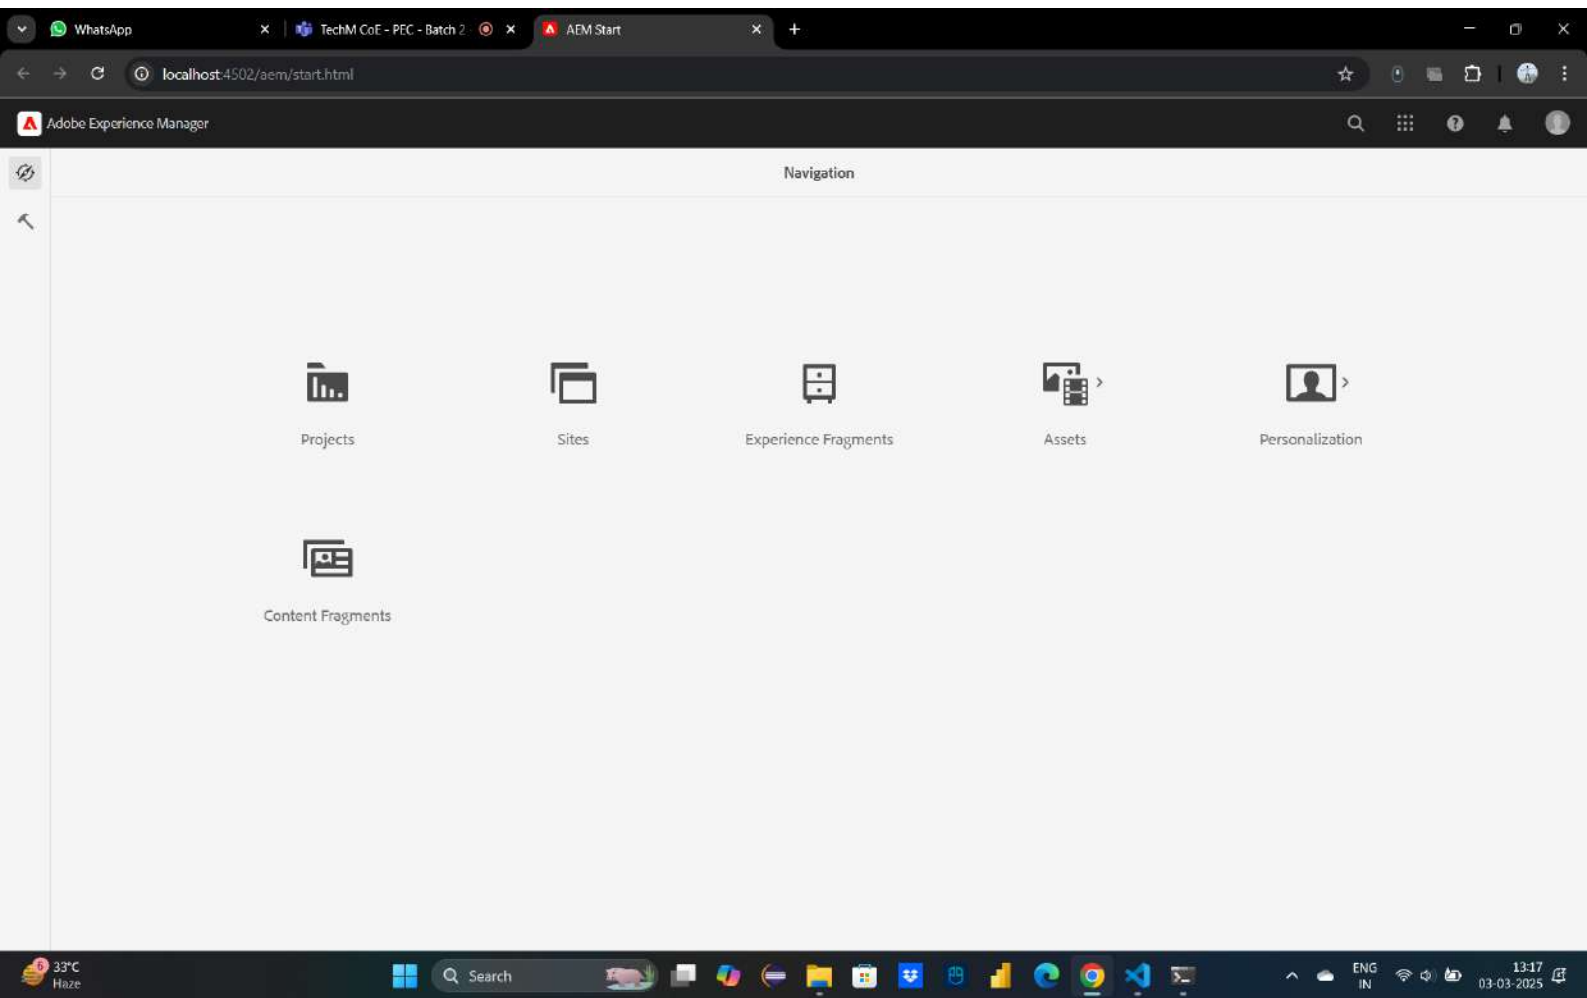 WhatsApp
TechM CoE - PEC - Batch 2
AEM Start
localhost:4502/aem/start.html
Adobe Experience Manager
Navigation
Projects
Sites
Experience Fragments
Assets
Personalization
Content Fragments
6
33°C
Haze
Search
ENG
IN
13:17
03-03-2025